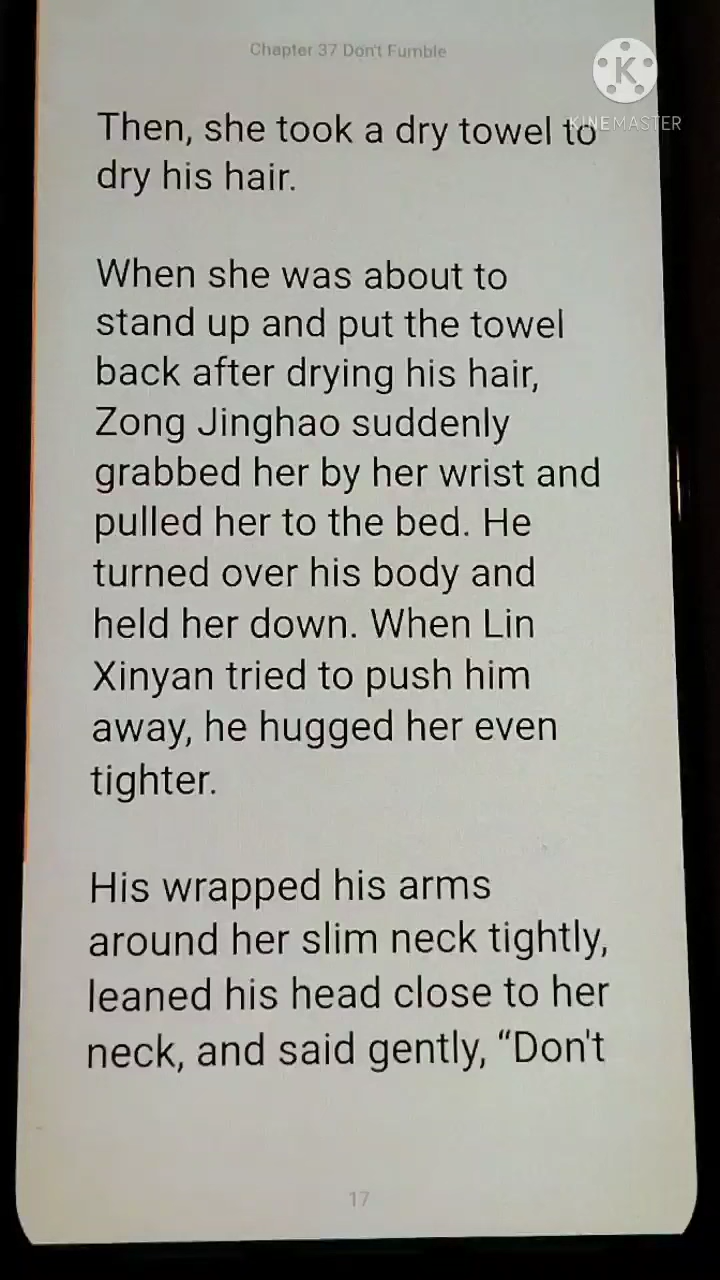 Chapter 37 Don't Fumble
K
KINEMASTER
Then, she took a dry towel to
dry his hair.
When she was about to
stand up and put the towel
back after drying his hair,
Zong Jinghao suddenly
grabbed her by her wrist and
pulled her to the bed. He
turned over his body and
held her down. When Lin
Xinyan tried to push him
away, he hugged her even
tighter.
His wrapped his arms
around her slim neck tightly,
leaned his head close to her
neck, and said gently, “Don't
17